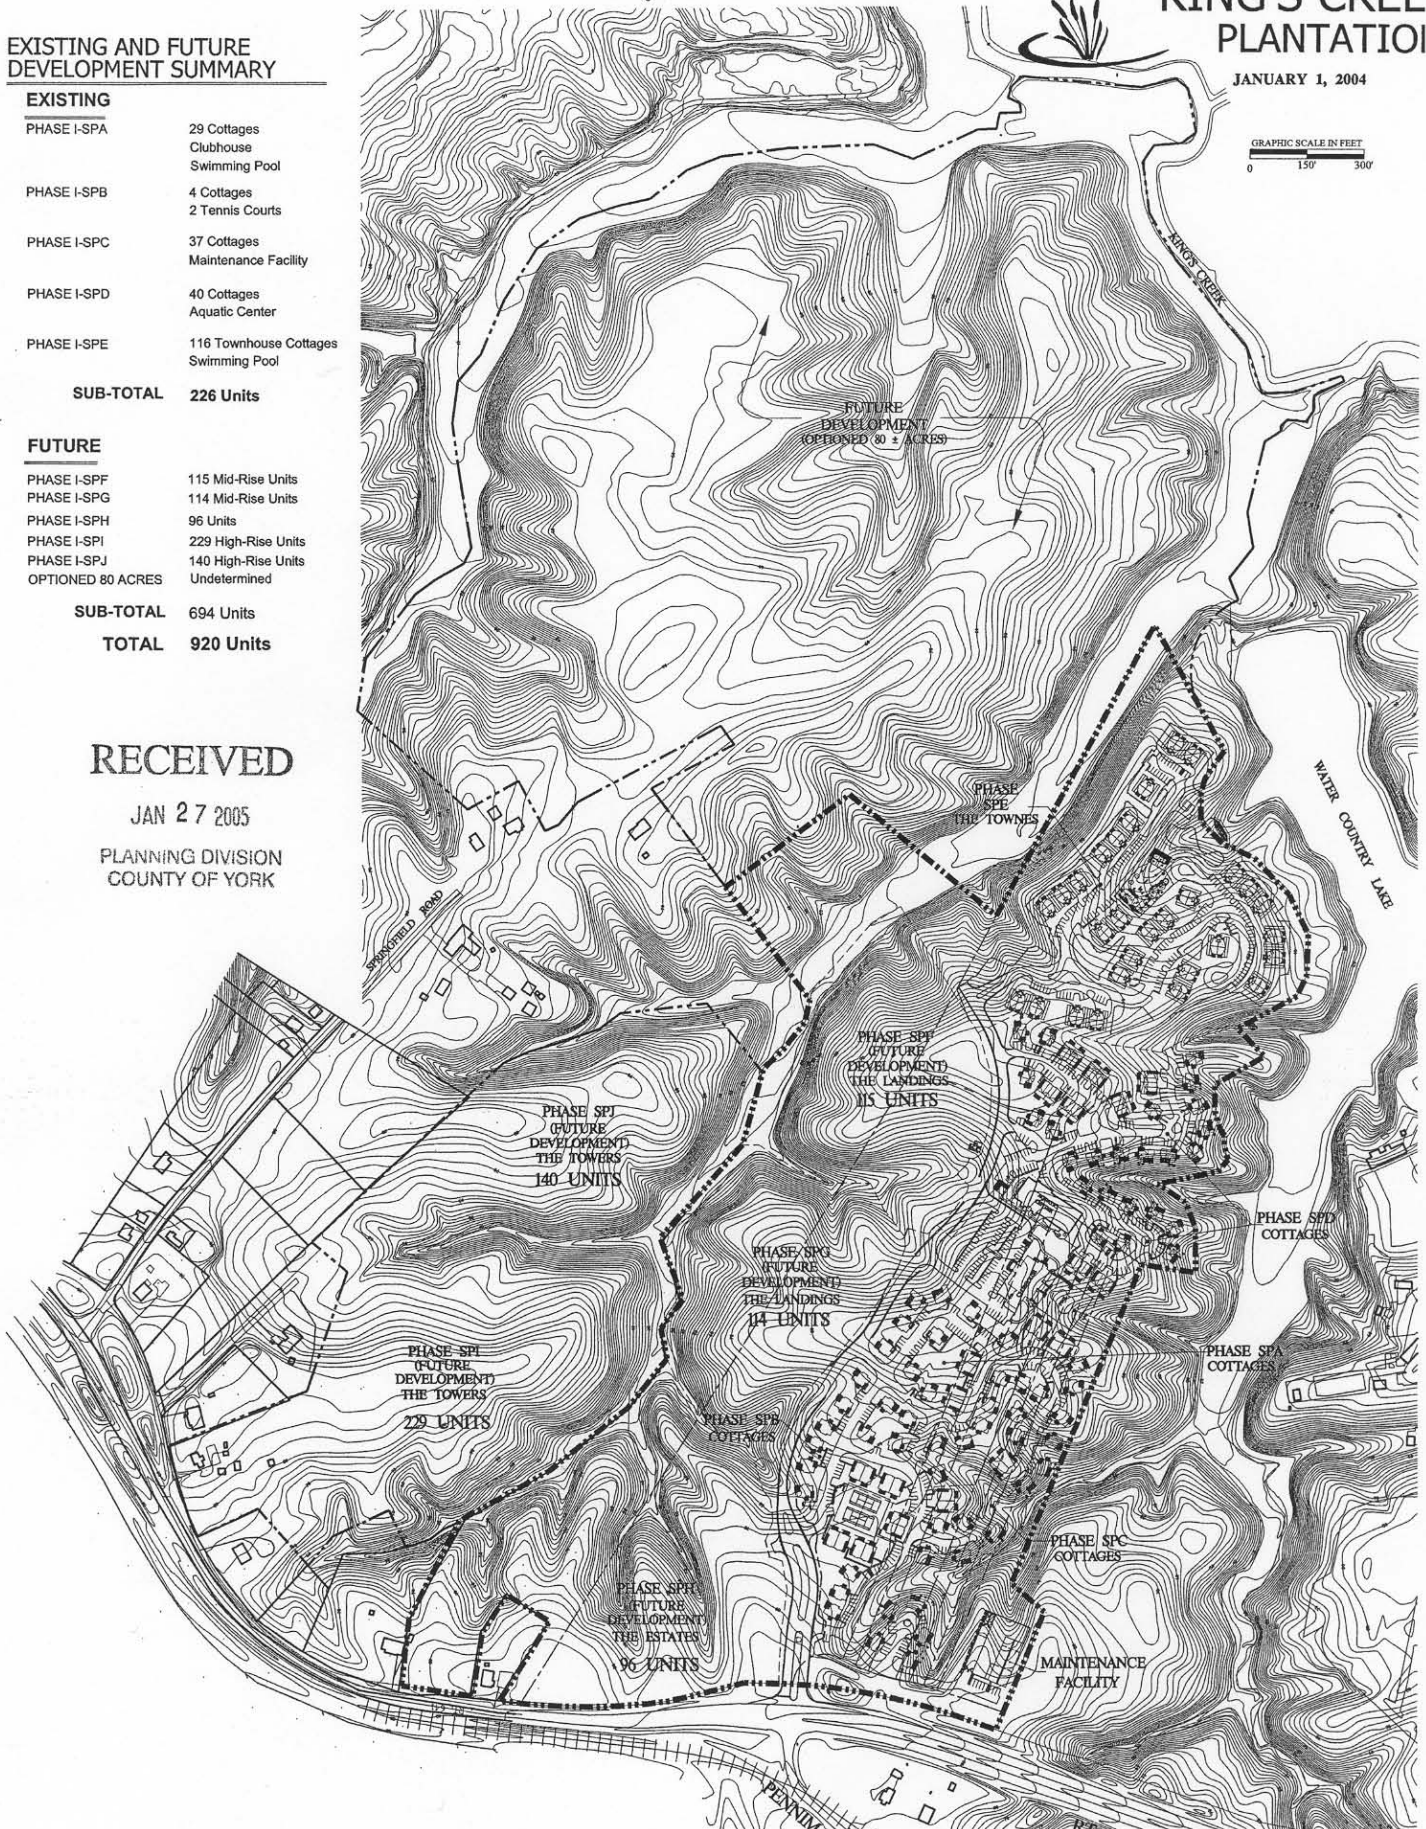 KING'S CREE
PLANTATION
JANUARY 1, 2004
GRAPHIC SCALE IN FEET
0 150' 300'
EXISTING AND FUTURE
DEVELOPMENT SUMMARY
EXISTING
PHASE I-SPA 29 Cottages
Clubhouse
Swimming Pool
PHASE I-SPB 4 Cottages
2 Tennis Courts
PHASE I-SPC 37 Cottages
Maintenance Facility
PHASE I-SPD 40 Cottages
Aquatic Center
PHASE I-SPE 116 Townhouse Cottages
Swimming Pool
SUB-TOTAL 226 Units
FUTURE
PHASE I-SPF 115 Mid-Rise Units
PHASE I-SPG 114 Mid-Rise Units
PHASE I-SPH 96 Units
PHASE I-SPI 229 High-Rise Units
PHASE I-SPJ 140 High-Rise Units
OPTIONED 80 ACRES Undetermined
SUB-TOTAL 694 Units
TOTAL 920 Units
RECEIVED
JAN 27 2005
PLANNING DIVISION
COUNTY OF YORK
KING'S CREEK
FUTURE
DEVELOPMENT
(OPTIONED 80 ± ACRES)
PHASE
SPE
THE TOWNES
WATER COUNTRY LAKE
SPRINGFIELD ROAD
PHASE SPF
(FUTURE
DEVELOPMENT)
THE LANDINGS
115 UNITS
PHASE SPJ
(FUTURE
DEVELOPMENT)
THE TOWERS
140 UNITS
PHASE SPD
COTTAGES
PHASE SPG
(FUTURE
DEVELOPMENT)
THE LANDINGS
114 UNITS
PHASE SPA
COTTAGES
PHASE SPI
(FUTURE
DEVELOPMENT)
THE TOWERS
229 UNITS
PHASE SPB
COTTAGES
PHASE SPC
COTTAGES
PHASE SPH
(FUTURE
DEVELOPMENT)
THE ESTATES
96 UNITS
MAINTENANCE
FACILITY
PENNIM